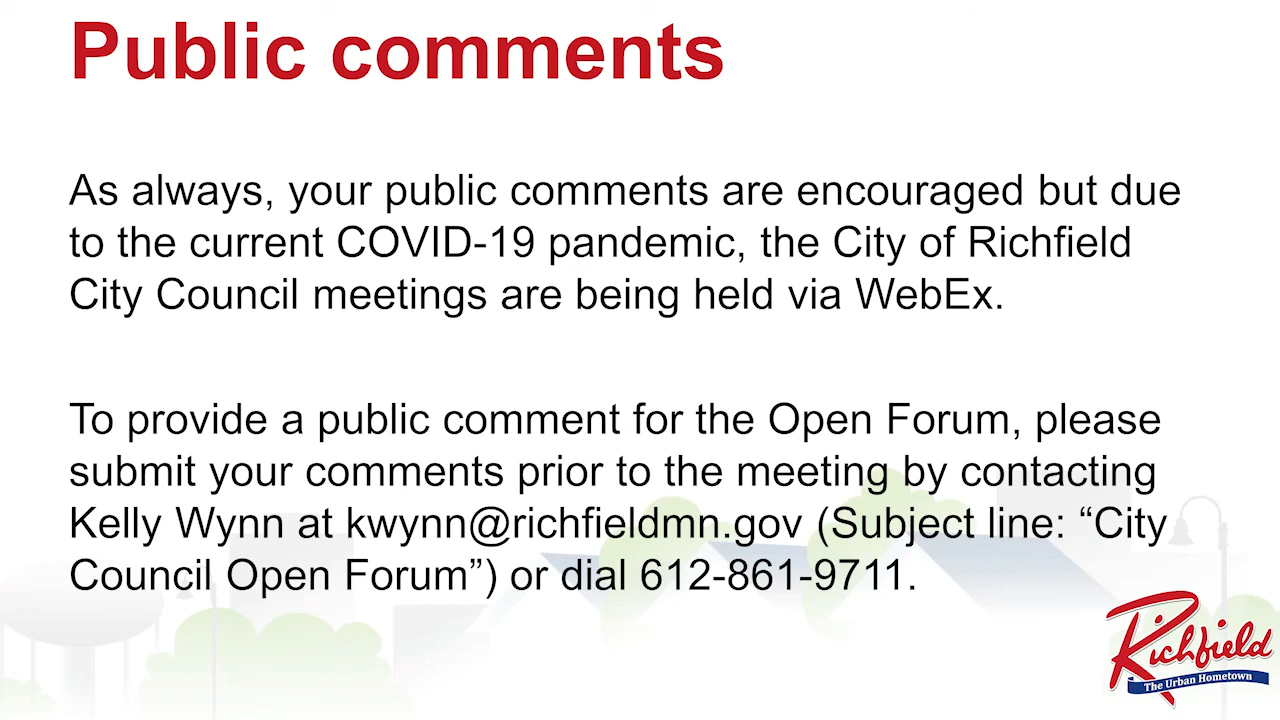 Public comments
As always, your public comments are encouraged but due
to the current COVID-19 pandemic, the City of Richfield
City Council meetings are being held via WebEx.
To provide a public comment for the Open Forum, please
submit your comments prior to the meeting by contacting
Kelly Wynn at kwynn@richfieldmn.gov (Subject line: “City
Council Open Forum”) or dial 612-861-9711.
Richfield
The Urban Hometown